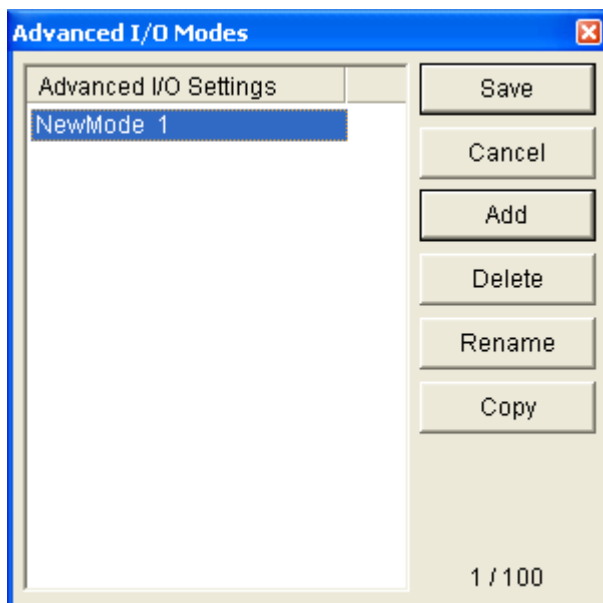 Advanced I/O Modes
Advanced I/O Settings
NewMode 1
Save
Cancel
Add
Delete
Rename
Copy
1 / 100